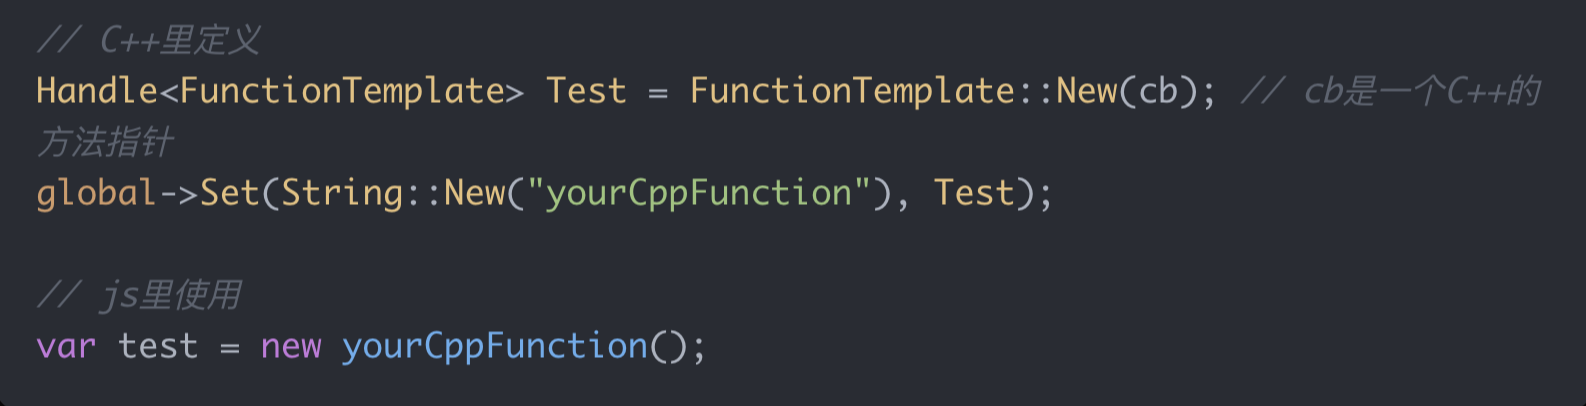 // C++里定义
Handle<FunctionTemplate> Test = FunctionTemplate::New(cb); // cb是一个C++的
方法指针
global->Set(String::New("yourCppFunction"), Test);
// js里使用
var test = new yourCppFunction();